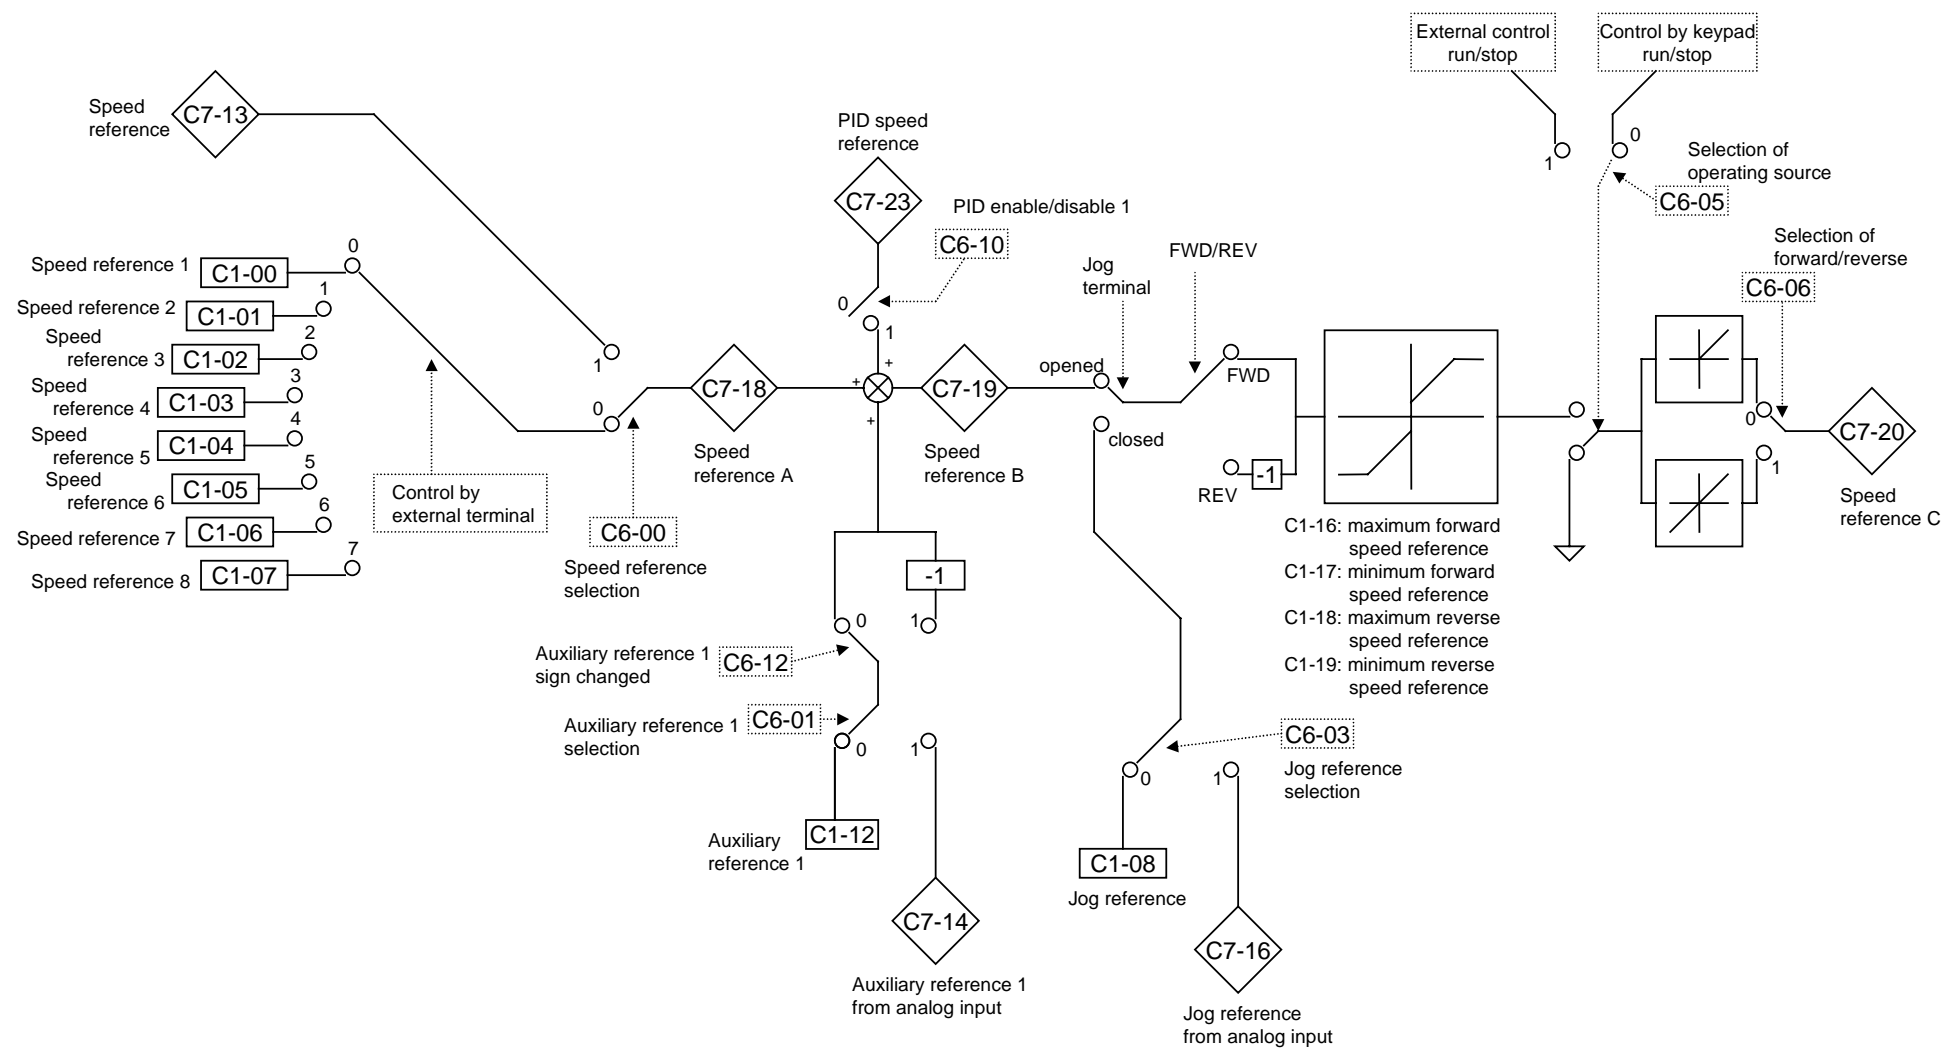 External control
run/stop
Control by keypad
run/stop
Speed
reference
C7-13
PID speed
reference
C7-23
0
1
Selection of
operating source
C6-05
PID enable/disable 1
C6-10
0
1
Selection of
forward/reverse
C6-06
FWD/REV
Jog
terminal
Speed reference 1
C1-00
0
Speed reference 2
C1-01
1
Speed
reference 3
C1-02
2
Speed
reference 4
C1-03
3
Speed
reference 5
C1-04
4
Speed
reference 6
C1-05
5
Speed reference 7
C1-06
6
Speed reference 8
C1-07
7
Control by
external terminal
1
0
C6-00
Speed reference
selection
C7-18
Speed
reference A
+
+
+
C7-19
Speed
reference B
opened
closed
FWD
REV
-1
C1-16: maximum forward
speed reference
C1-17: minimum forward
speed reference
C1-18: maximum reverse
speed reference
C1-19: minimum reverse
speed reference
0
1
C7-20
Speed
reference C
-1
0
1
Auxiliary reference 1
sign changed
C6-12
Auxiliary reference 1
selection
C6-01
0
1
Auxiliary
reference 1
C1-12
C7-14
Auxiliary reference 1
from analog input
C6-03
Jog reference
selection
0
1
C1-08
Jog reference
C7-16
Jog reference
from analog input